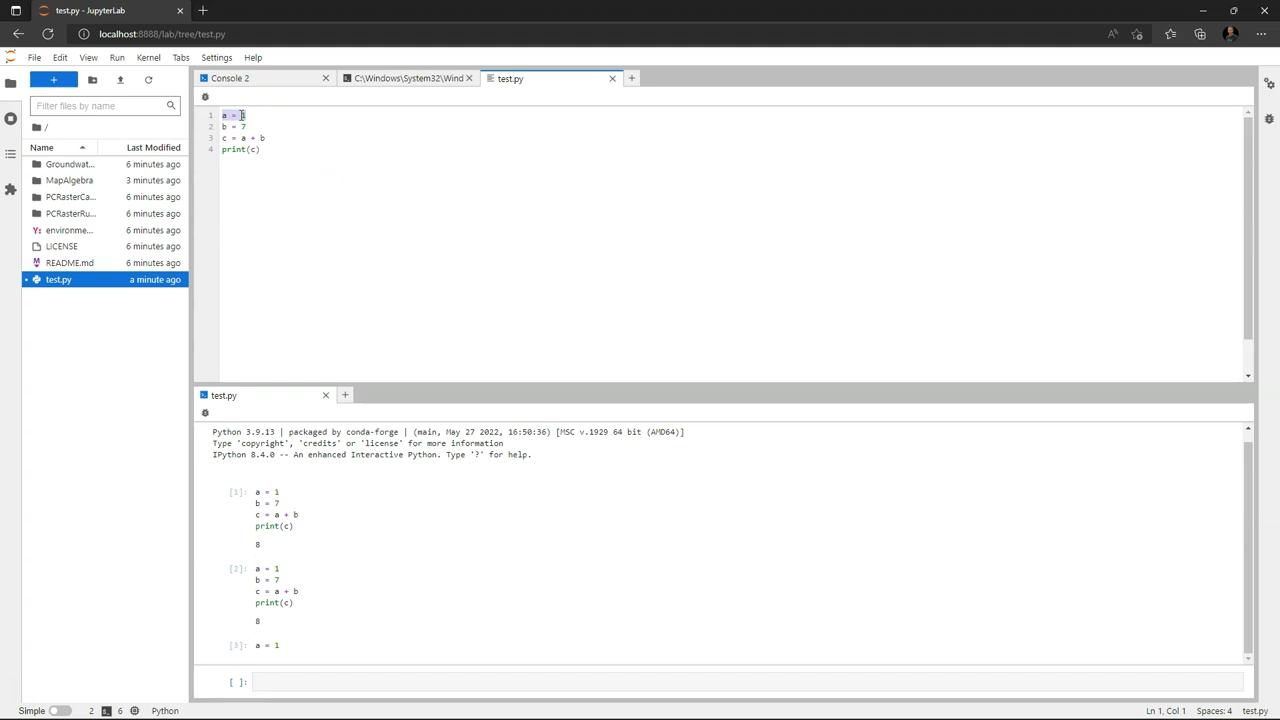 test.py - JupyterLab
localhost:8888/lab/tree/test.py
File Edit View Run Kernel Tabs Settings Help
Filter files by name
/
Name Last Modified
Groundwat... 6 minutes ago
MapAlgebra 3 minutes ago
PCRasterCa... 6 minutes ago
PCRasterRu... 6 minutes ago
Y: environme... 6 minutes ago
LICENSE 6 minutes ago
README.md 6 minutes ago
test.py a minute ago
Console 2 C:\Windows\System32\Wind test.py
1 a = 1
2 b = 7
3 c = a + b
4 print(c)
test.py
Python 3.9.13 | packaged by conda-forge | (main, May 27 2022, 16:50:36) [MSC v.1929 64 bit (AMD64)]
Type 'copyright', 'credits' or 'license' for more information
IPython 8.4.0 -- An enhanced Interactive Python. Type '?' for help.
[1]: a = 1
b = 7
c = a + b
print(c)
8
[2]: a = 1
b = 7
c = a + b
print(c)
8
[3]: a = 1
[ ]:
Simple 2 6 Python Ln 1, Col 1 Spaces: 4 test.py